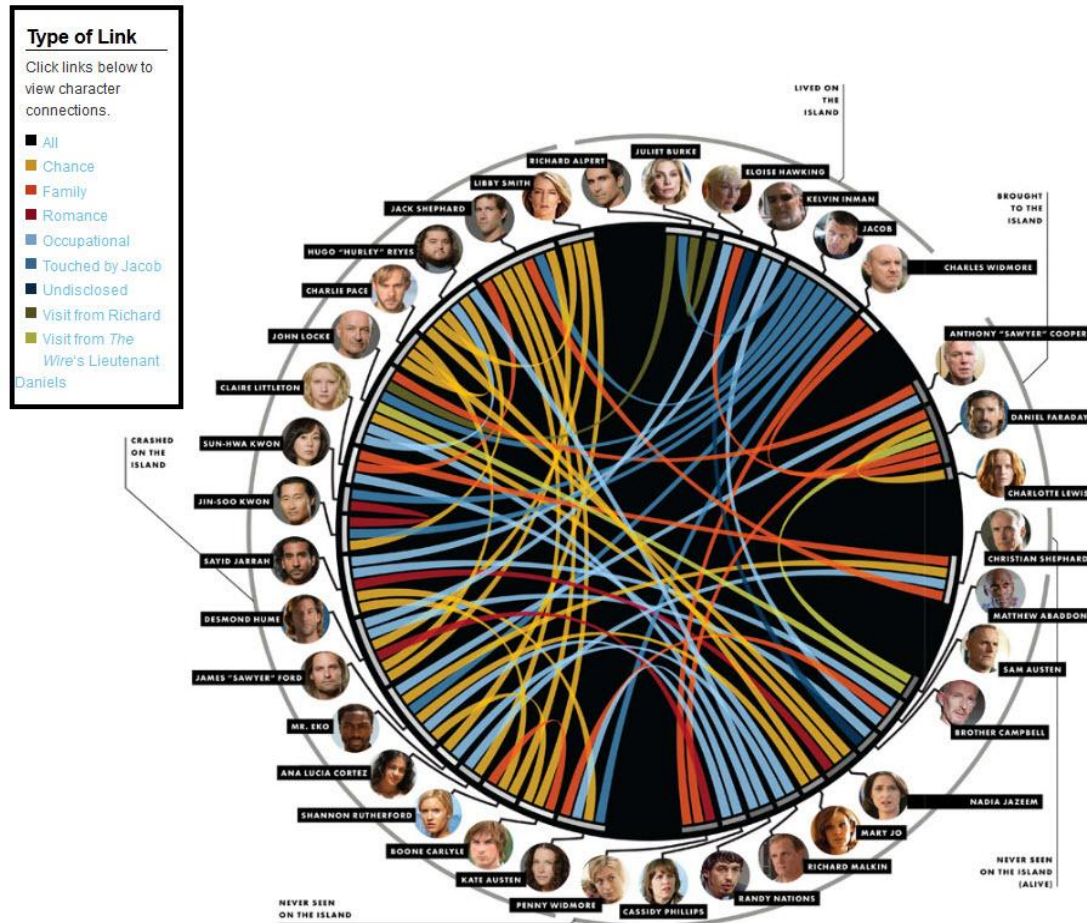 Type of Link
Click links below to
view character
connections.
All
Chance
Family
Romance
Occupational
Touched by Jacob
Undisclosed
Visit from Richard
Visit from The
Wire's Lieutenant
Daniels
LIVED ON
THE
ISLAND
BROUGHT
TO THE
ISLAND
CRASHED
ON THE
ISLAND
RICHARD ALPERT
JULIET BURKE
ELOISE HAWKING
KELVIN INMAN
JACOB
CHARLES WIDMORE
ANTHONY "SAWYER" COOPER
DANIEL FARADAY
CHARLOTTE LEWIS
CHRISTIAN SHEPHARD
MATTHEW ABADDON
SAM AUSTEN
BROTHER CAMPBELL
NADIA JAZEEM
MARY JO
RICHARD MALKIN
RANDY NATIONS
CASSIDY PHILLIPS
PENNY WIDMORE
KATE AUSTEN
BOONE CARLYLE
SHANNON RUTHERFORD
ANA LUCIA CORTEZ
MR. EKO
JAMES "SAWYER" FORD
DESMOND HUME
SAYID JARRAH
JIN-SOO KWON
SUN-HWA KWON
CLAIRE LITTLETON
JOHN LOCKE
CHARLIE PACE
HUGO "HURLEY" REYES
JACK SHEPHARD
LIBBY SMITH
NEVER SEEN
ON THE ISLAND
(ALIVE)
NEVER SEEN
ON THE ISLAND